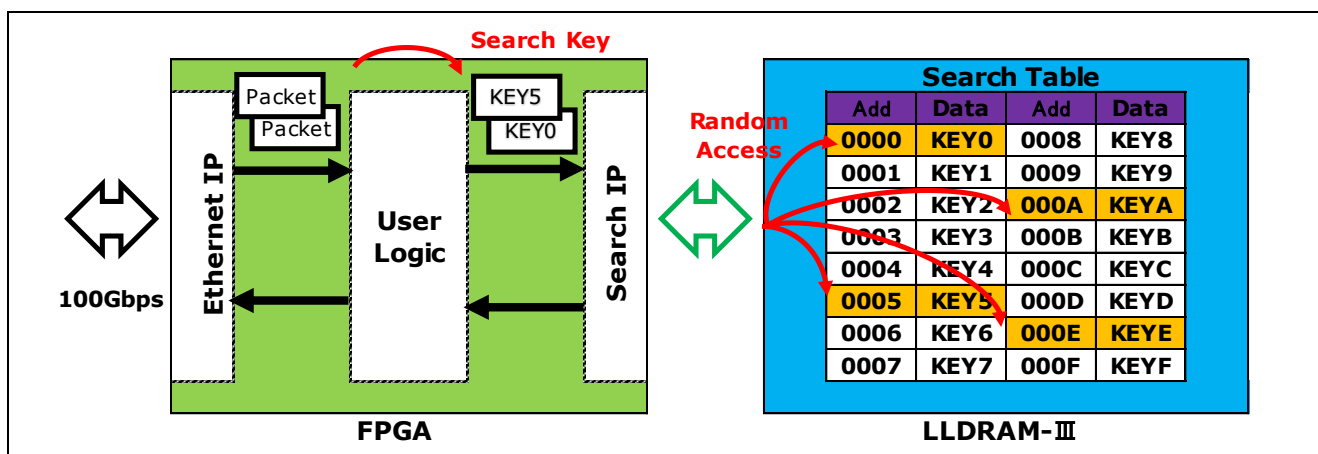 Search Key
Packet
Packet
KEY5
KEY0
Ethernet IP
User
Logic
Search IP
100Gbps
FPGA
Random
Access
Search Table
Add Data Add Data
0000 KEY0 0008 KEY8
0001 KEY1 0009 KEY9
0002 KEY2 000A KEYA
0003 KEY3 000B KEYB
0004 KEY4 000C KEYC
0005 KEY5 000D KEYD
0006 KEY6 000E KEYE
0007 KEY7 000F KEYF
LLDRAM-Ⅲ